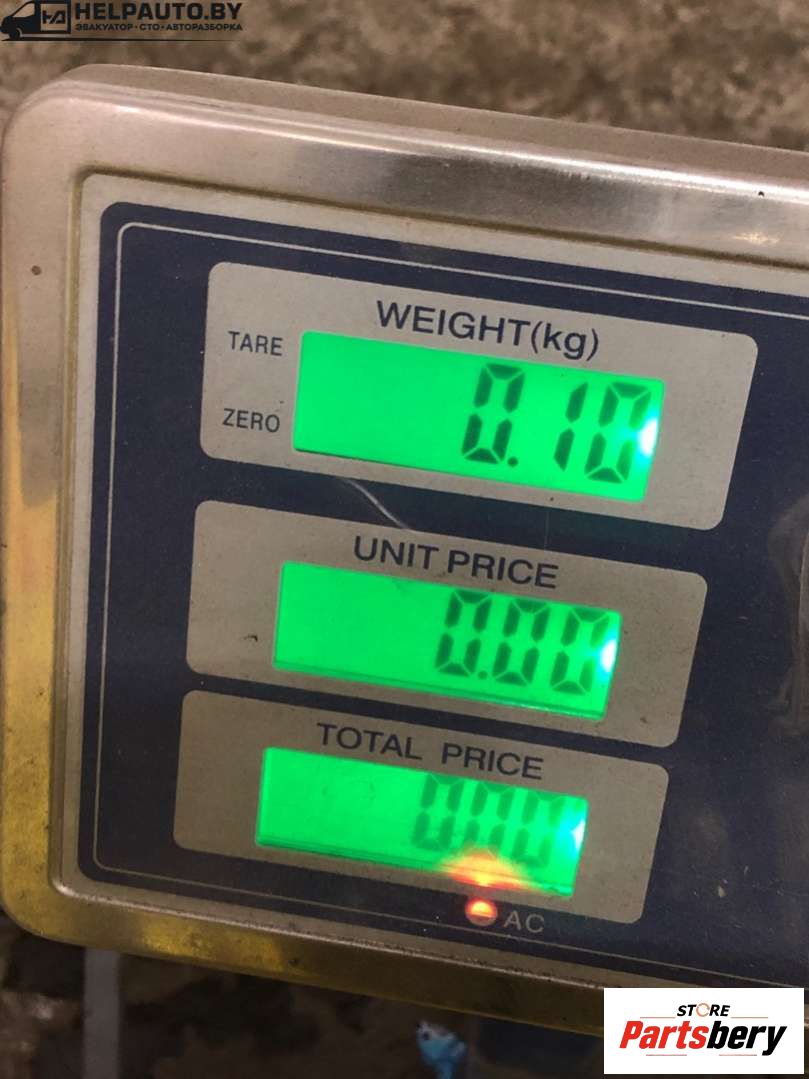 HELPAUTO.BY
ЭВАКУАТОР·СТО·АВТОРАЗБОРКА
WEIGHT(kg)
TARE
0.10
ZERO
UNIT PRICE
0.00
TOTAL PRICE
0.00
AC
STORE
Partsbery